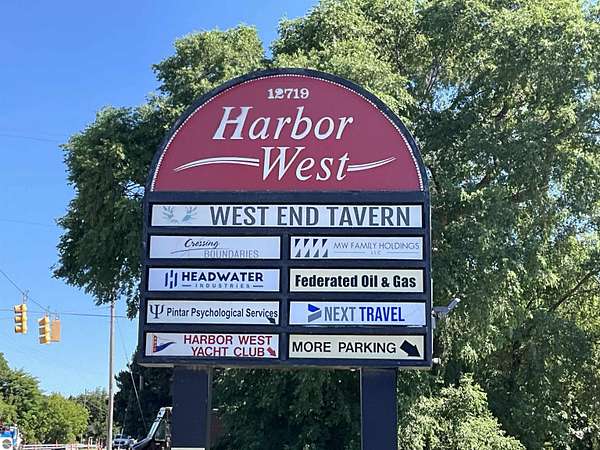 12719
Harbor
West
WEST END TAVERN
Crossing
BOUNDARIES
MW FAMILY HOLDINGS
LLC
HEADWATER
INDUSTRIES
Federated Oil & Gas
Pintar Psychological Services
NEXT TRAVEL
HARBOR WEST
YACHT CLUB
MORE PARKING